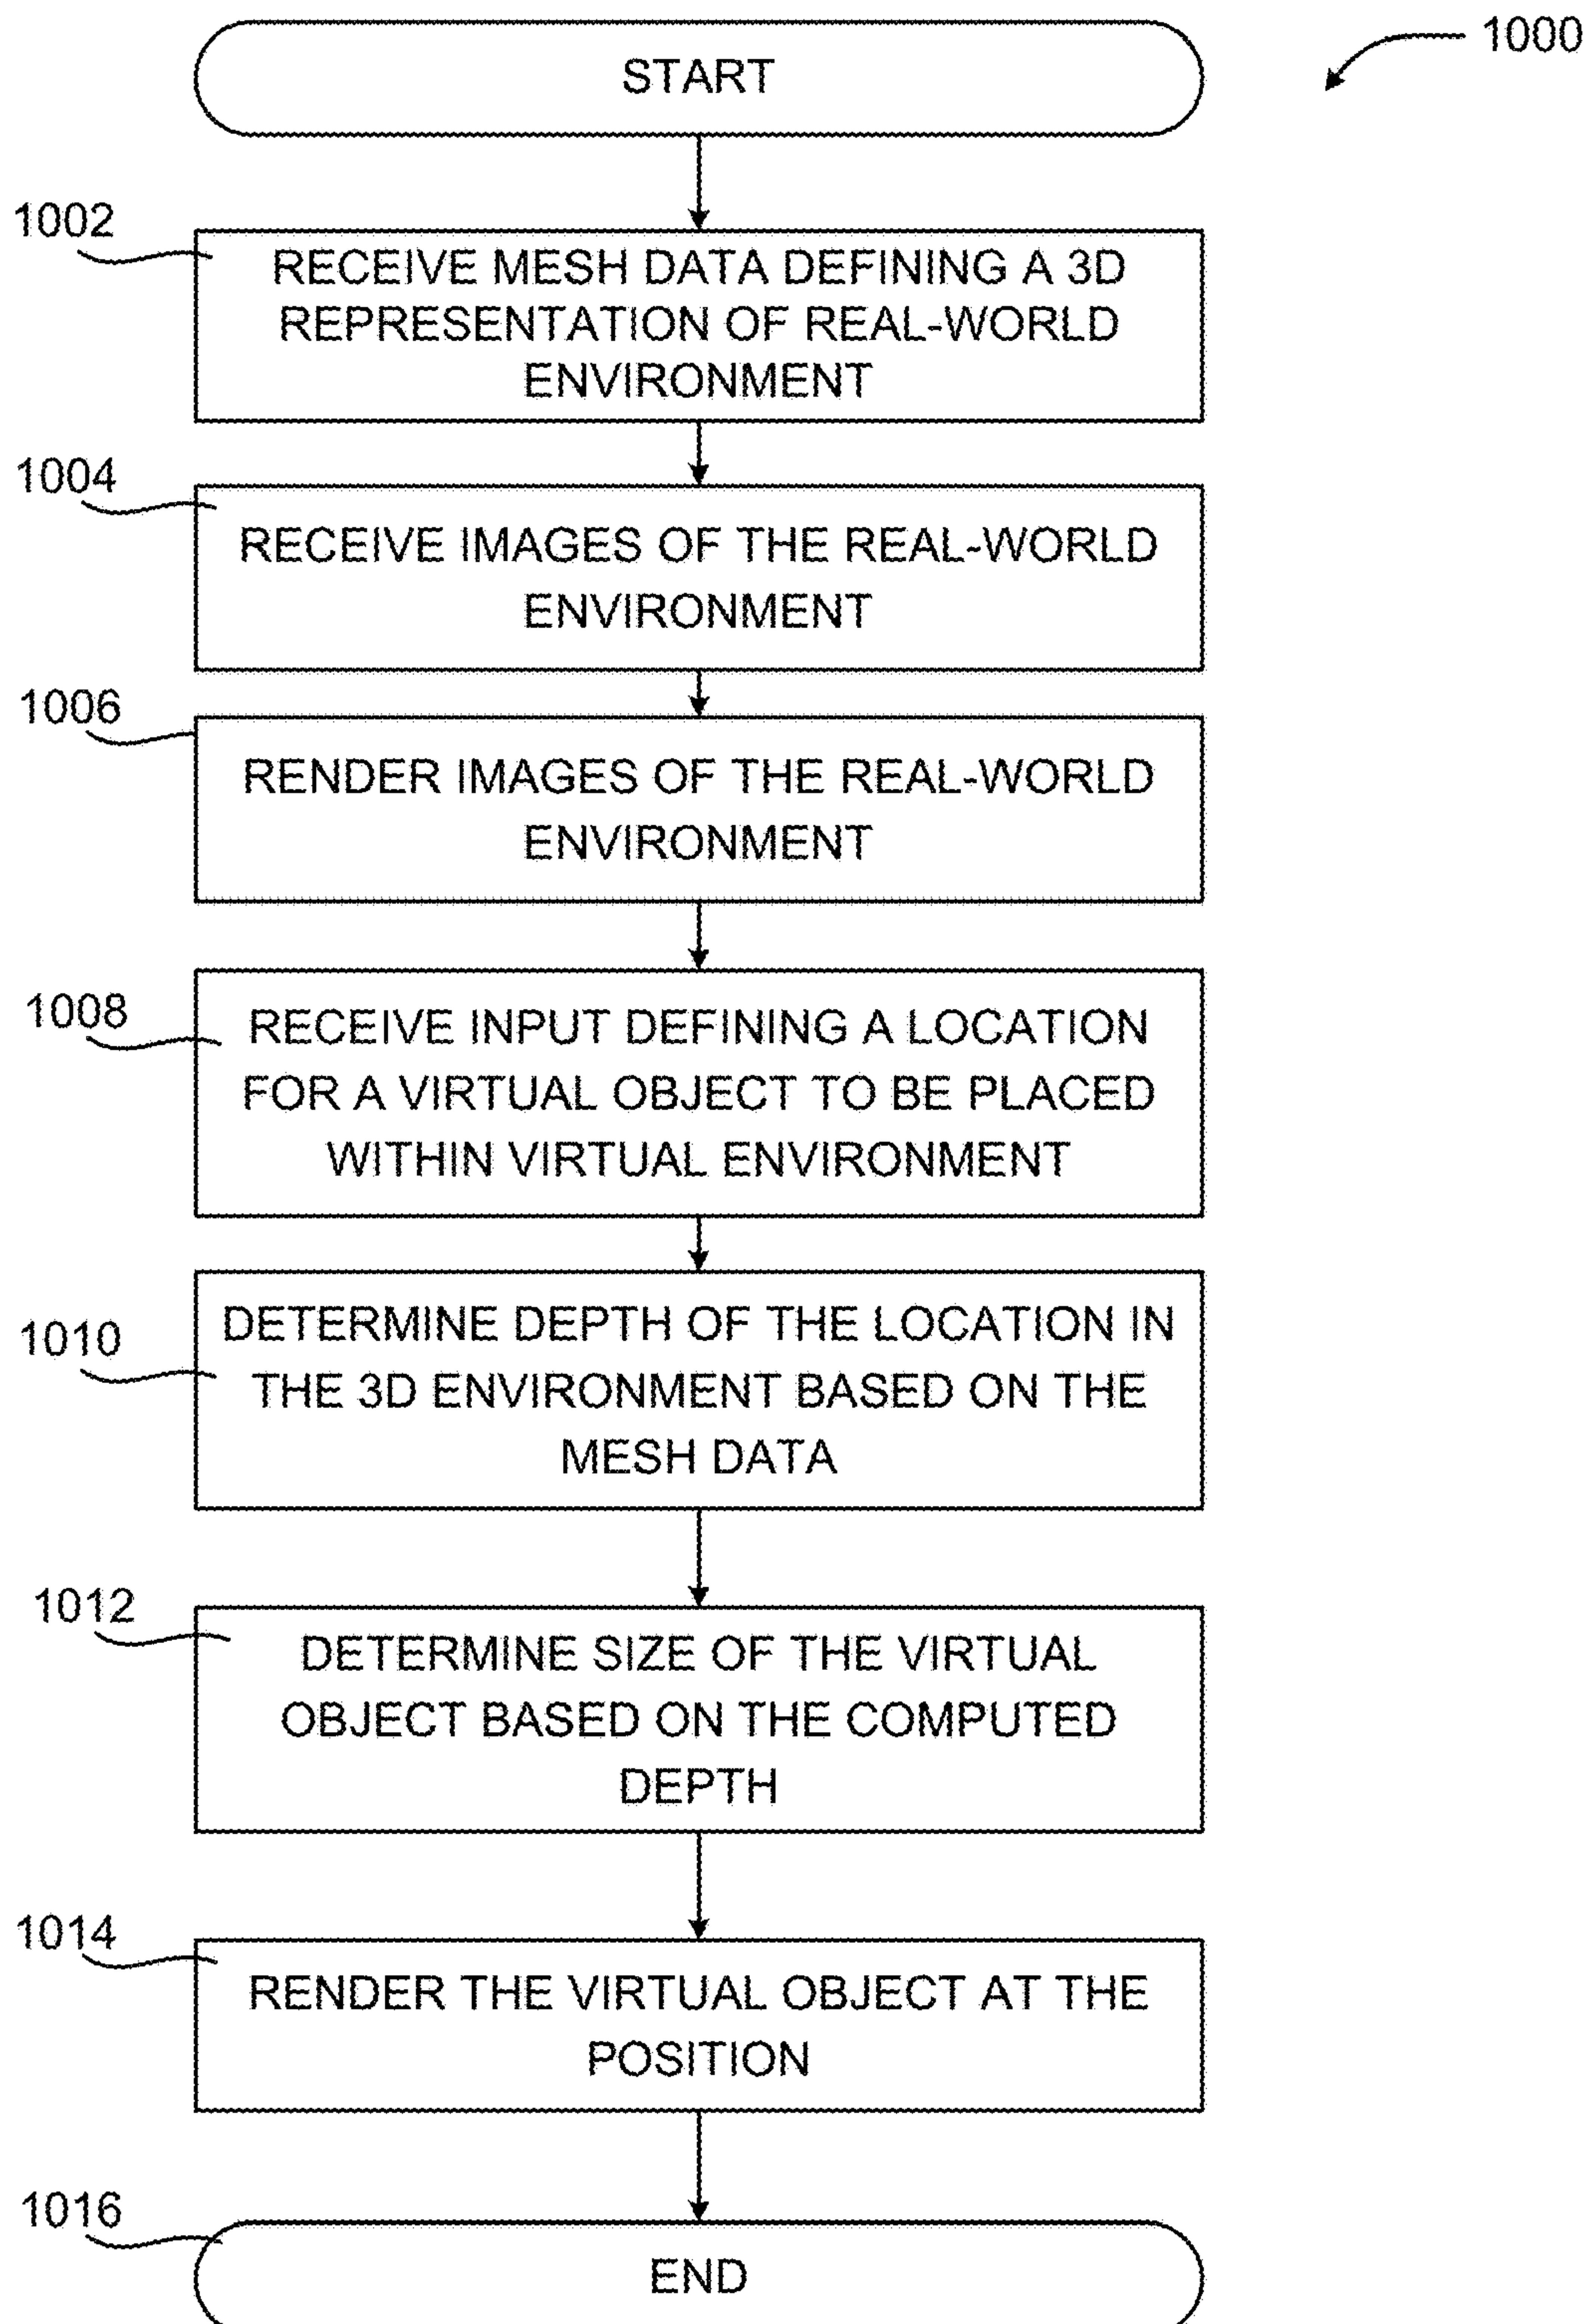 1000
START
1002
RECEIVE MESH DATA DEFINING A 3D
REPRESENTATION OF REAL-WORLD
ENVIRONMENT
1004
RECEIVE IMAGES OF THE REAL-WORLD
ENVIRONMENT
1006
RENDER IMAGES OF THE REAL-WORLD
ENVIRONMENT
1008
RECEIVE INPUT DEFINING A LOCATION
FOR A VIRTUAL OBJECT TO BE PLACED
WITHIN VIRTUAL ENVIRONMENT
1010
DETERMINE DEPTH OF THE LOCATION IN
THE 3D ENVIRONMENT BASED ON THE
MESH DATA
1012
DETERMINE SIZE OF THE VIRTUAL
OBJECT BASED ON THE COMPUTED
DEPTH
1014
RENDER THE VIRTUAL OBJECT AT THE
POSITION
1016
END